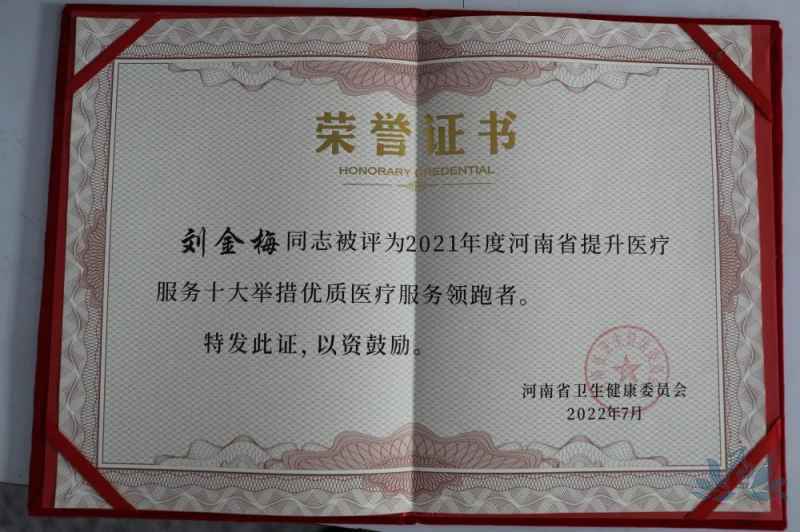 荣誉证书
HONORARY CREDENTIAL
刘金梅同志被评为2021年度河南省提升医疗
服务十大举措优质医疗服务领跑者。
特发此证，以资鼓励。
河南省卫生健康委员会
2022年7月